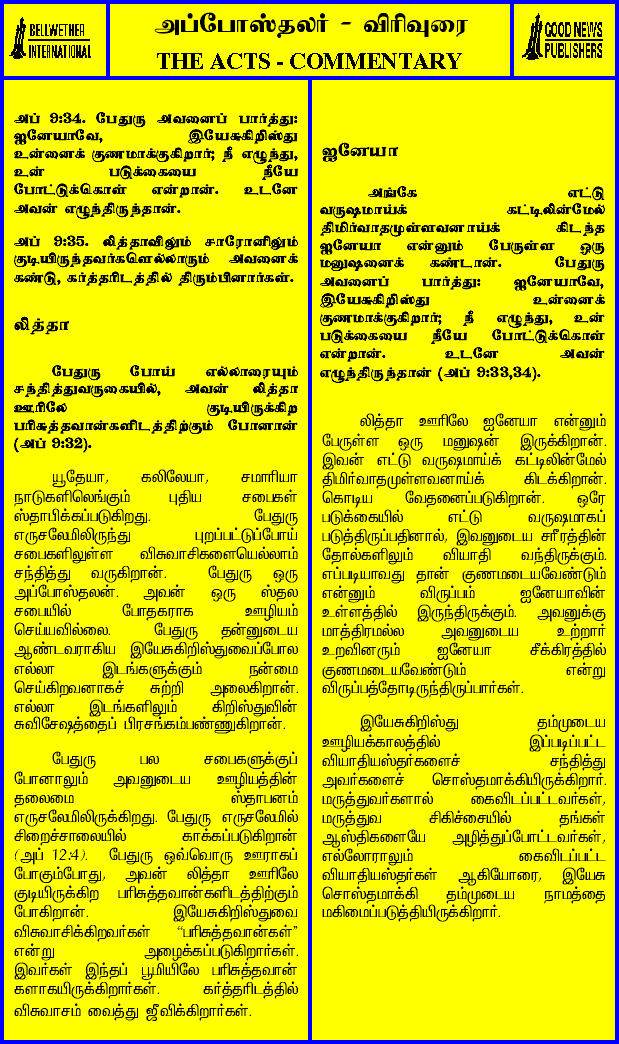 BELLWETHER
INTERNATIONAL
அப்போஸ்தலர் - விரிவுரை
THE ACTS - COMMENTARY
GOOD NEWS
PUBLISHERS
அப் 9:34. பேதுரு அவனைப் பார்த்து:
ஐனேயாவே, இயேசுகிறிஸ்து
உன்னைக் குணமாக்குகிறார்; நீ எழுந்து,
உன் படுக்கையை நீயே
போட்டுக்கொள் என்றான். உடனே
அவன் எழுந்திருந்தான்.
அப் 9:35. லித்தாவிலும் சாரோனிலும்
குடியிருந்தவர்களெல்லாரும் அவனைக்
கண்டு, கர்த்தரிடத்தில் திரும்பினார்கள்.
லித்தா
பேதுரு போய் எல்லாரையும்
சந்தித்துவருகையில், அவன் லித்தா
ஊரிலே குடியிருக்கிற
பரிசுத்தவான்களிடத்திற்கும் போனான்
(அப் 9:32).
யூதேயா, கலிலேயா, சமாரியா
நாடுகளிலெங்கும் புதிய சபைகள்
ஸ்தாபிக்கப்படுகிறது. பேதுரு
எருசலேமிலிருந்து புறப்பட்டுப்போய்
சபைகளிலுள்ள விசுவாசிகளையெல்லாம்
சந்தித்து வருகிறான். பேதுரு ஒரு
அப்போஸ்தலன். அவன் ஒரு ஸ்தல
சபையில் போதகராக ஊழியம்
செய்யவில்லை. பேதுரு தன்னுடைய
ஆண்டவராகிய இயேசுகிறிஸ்துவைப்போல
எல்லா இடங்களுக்கும் நன்மை
செய்கிறவனாகச் சுற்றி அலைகிறான்.
எல்லா இடங்களிலும் கிறிஸ்துவின்
சுவிசேஷத்தைப் பிரசங்கம்பண்ணுகிறான்.
பேதுரு பல சபைகளுக்குப்
போனாலும் அவனுடைய ஊழியத்தின்
தலைமை ஸ்தாபனம்
எருசலேமிலிருக்கிறது. பேதுரு எருசலேமில்
சிறைச்சாலையில் காக்கப்படுகிறான்
(அப் 12:4). பேதுரு ஒவ்வொரு ஊராகப்
போகும்போது, அவன் லித்தா ஊரிலே
குடியிருக்கிற பரிசுத்தவான்களிடத்திற்கும்
போகிறான். இயேசுகிறிஸ்துவை
விசுவாசிக்கிறவர்கள் “பரிசுத்தவான்கள்”
என்று அழைக்கப்படுகிறார்கள்.
இவர்கள் இந்தப் பூமியிலே பரிசுத்தவான்
களாகயிருக்கிறார்கள். கர்த்தரிடத்தில்
விசுவாசம் வைத்து ஜீவிக்கிறார்கள்.
ஐனேயா
அங்கே எட்டு
வருஷமாய்க் கட்டிலின்மேல்
திமிர்வாதமுள்ளவனாய்க் கிடந்த
ஐனேயா என்னும் பேருள்ள ஒரு
மனுஷனைக் கண்டான். பேதுரு
அவனைப் பார்த்து: ஐனேயாவே,
இயேசுகிறிஸ்து உன்னைக்
குணமாக்குகிறார்; நீ எழுந்து, உன்
படுக்கையை நீயே போட்டுக்கொள்
என்றான். உடனே அவன்
எழுந்திருந்தான் (அப் 9:33,34).
லித்தா ஊரிலே ஐனேயா என்னும்
பேருள்ள ஒரு மனுஷன் இருக்கிறான்.
இவன் எட்டு வருஷமாய்க் கட்டிலின்மேல்
திமிர்வாதமுள்ளவனாய்க் கிடக்கிறான்.
கொடிய வேதனைப்படுகிறான். ஒரே
படுக்கையில் எட்டு வருஷமாகப்
படுத்திருப்பதினால், இவனுடைய சரீரத்தின்
தோல்களிலும் வியாதி வந்திருக்கும்.
எப்படியாவது தான் குணமடையவேண்டும்
என்னும் விருப்பம் ஐனேயாவின்
உள்ளத்தில் இருந்திருக்கும். அவனுக்கு
மாத்திரமல்ல அவனுடைய உற்றார்
உறவினரும் ஐனேயா சீக்கிரத்தில்
குணமடையவேண்டும் என்று
விருப்பத்தோடிருந்திருப்பார்கள்.
இயேசுகிறிஸ்து தம்முடைய
ஊழியக்காலத்தில் இப்படிப்பட்ட
வியாதியஸ்தர்களைச் சந்தித்து
அவர்களைச் சொஸ்தமாக்கியிருக்கிறார்.
மருத்துவர்களால் கைவிடப்பட்டவர்கள்,
மருத்துவ சிகிச்சையில் தங்கள்
ஆஸ்திகளையே அழித்துப்போட்டவர்கள்,
எல்லோராலும் கைவிடப்பட்ட
வியாதியஸ்தர்கள் ஆகியோரை, இயேசு
சொஸ்தமாக்கி தம்முடைய நாமத்தை
மகிமைப்படுத்தியிருக்கிறார்.